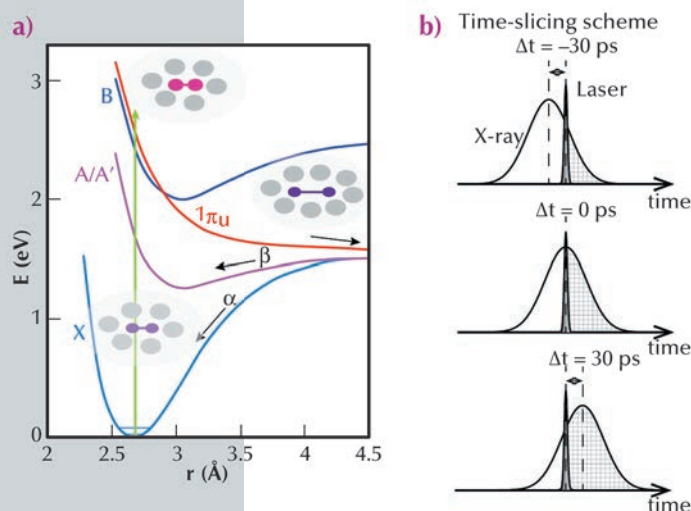 a)
3
2
1
0
E (eV)
B
A/A'
X
1πu
β
α
2
2.5
3
3.5
4
4.5
r (Å)
b)
Time-slicing scheme
Δt = –30 ps
Laser
X-ray
time
Δt = 0 ps
time
Δt = 30 ps
time